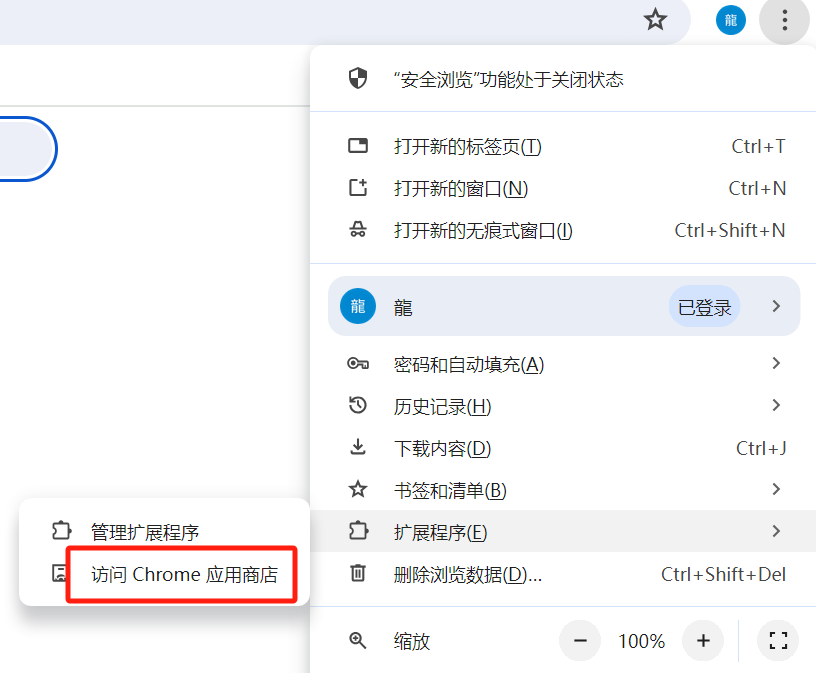 龍
“安全浏览”功能处于关闭状态
打开新的标签页(T) Ctrl+T
打开新的窗口(N) Ctrl+N
打开新的无痕式窗口(I) Ctrl+Shift+N
龍 龍 已登录
密码和自动填充(A)
历史记录(H)
下载内容(D) Ctrl+J
书签和清单(B)
扩展程序(E)
管理扩展程序
访问 Chrome 应用商店
删除浏览数据(D)... Ctrl+Shift+Del
缩放 − 100% +